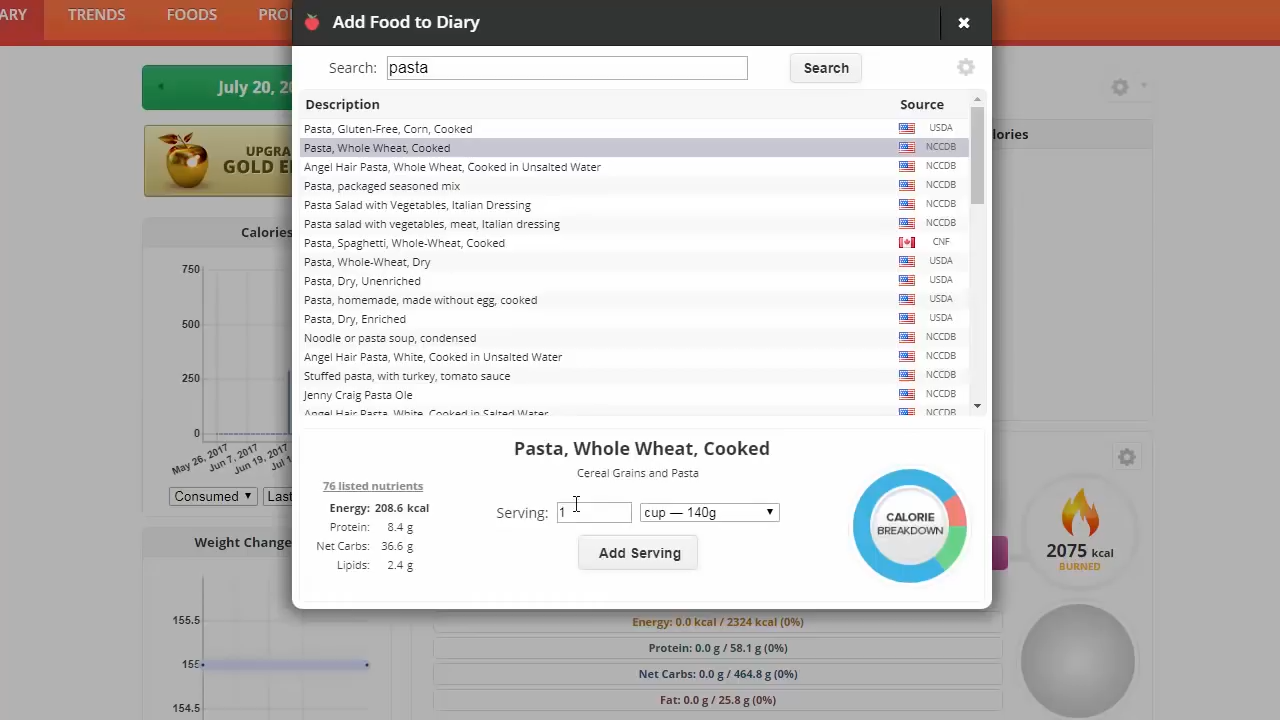 ARY TRENDS FOODS PRO
Add Food to Diary
July 20, 20
Search: pasta Search
Description Source
Pasta, Gluten-Free, Corn, Cooked USDA
Pasta, Whole Wheat, Cooked NCCDB
Angel Hair Pasta, Whole Wheat, Cooked in Unsalted Water NCCDB
Pasta, packaged seasoned mix NCCDB
Pasta Salad with Vegetables, Italian Dressing NCCDB
Pasta salad with vegetables, meat, Italian dressing NCCDB
Pasta, Spaghetti, Whole-Wheat, Cooked CNF
Pasta, Whole-Wheat, Dry USDA
Pasta, Dry, Unenriched USDA
Pasta, homemade, made without egg, cooked USDA
Pasta, Dry, Enriched USDA
Noodle or pasta soup, condensed NCCDB
Angel Hair Pasta, White, Cooked in Unsalted Water NCCDB
Stuffed pasta, with turkey, tomato sauce NCCDB
Jenny Craig Pasta Ole NCCDB
Angel Hair Pasta, White, Cooked in Salted Water NCCDB
Pasta, Whole Wheat, Cooked
Cereal Grains and Pasta
76 listed nutrients
Energy: 208.6 kcal
Protein: 8.4 g
Net Carbs: 36.6 g
Lipids: 2.4 g
Serving: 1 cup — 140g
Add Serving
CALORIE
BREAKDOWN
UPGRA
GOLD E
lories
Calories
750
500
250
0
May 26, 2017 Jun 7, 2017 Jun 19, 2017 Jul 1
Consumed Last
Weight Change
155.5
155
154.5
2075 kcal
BURNED
Energy: 0.0 kcal / 2324 kcal (0%)
Protein: 0.0 g / 58.1 g (0%)
Net Carbs: 0.0 g / 464.8 g (0%)
Fat: 0.0 g / 25.8 g (0%)